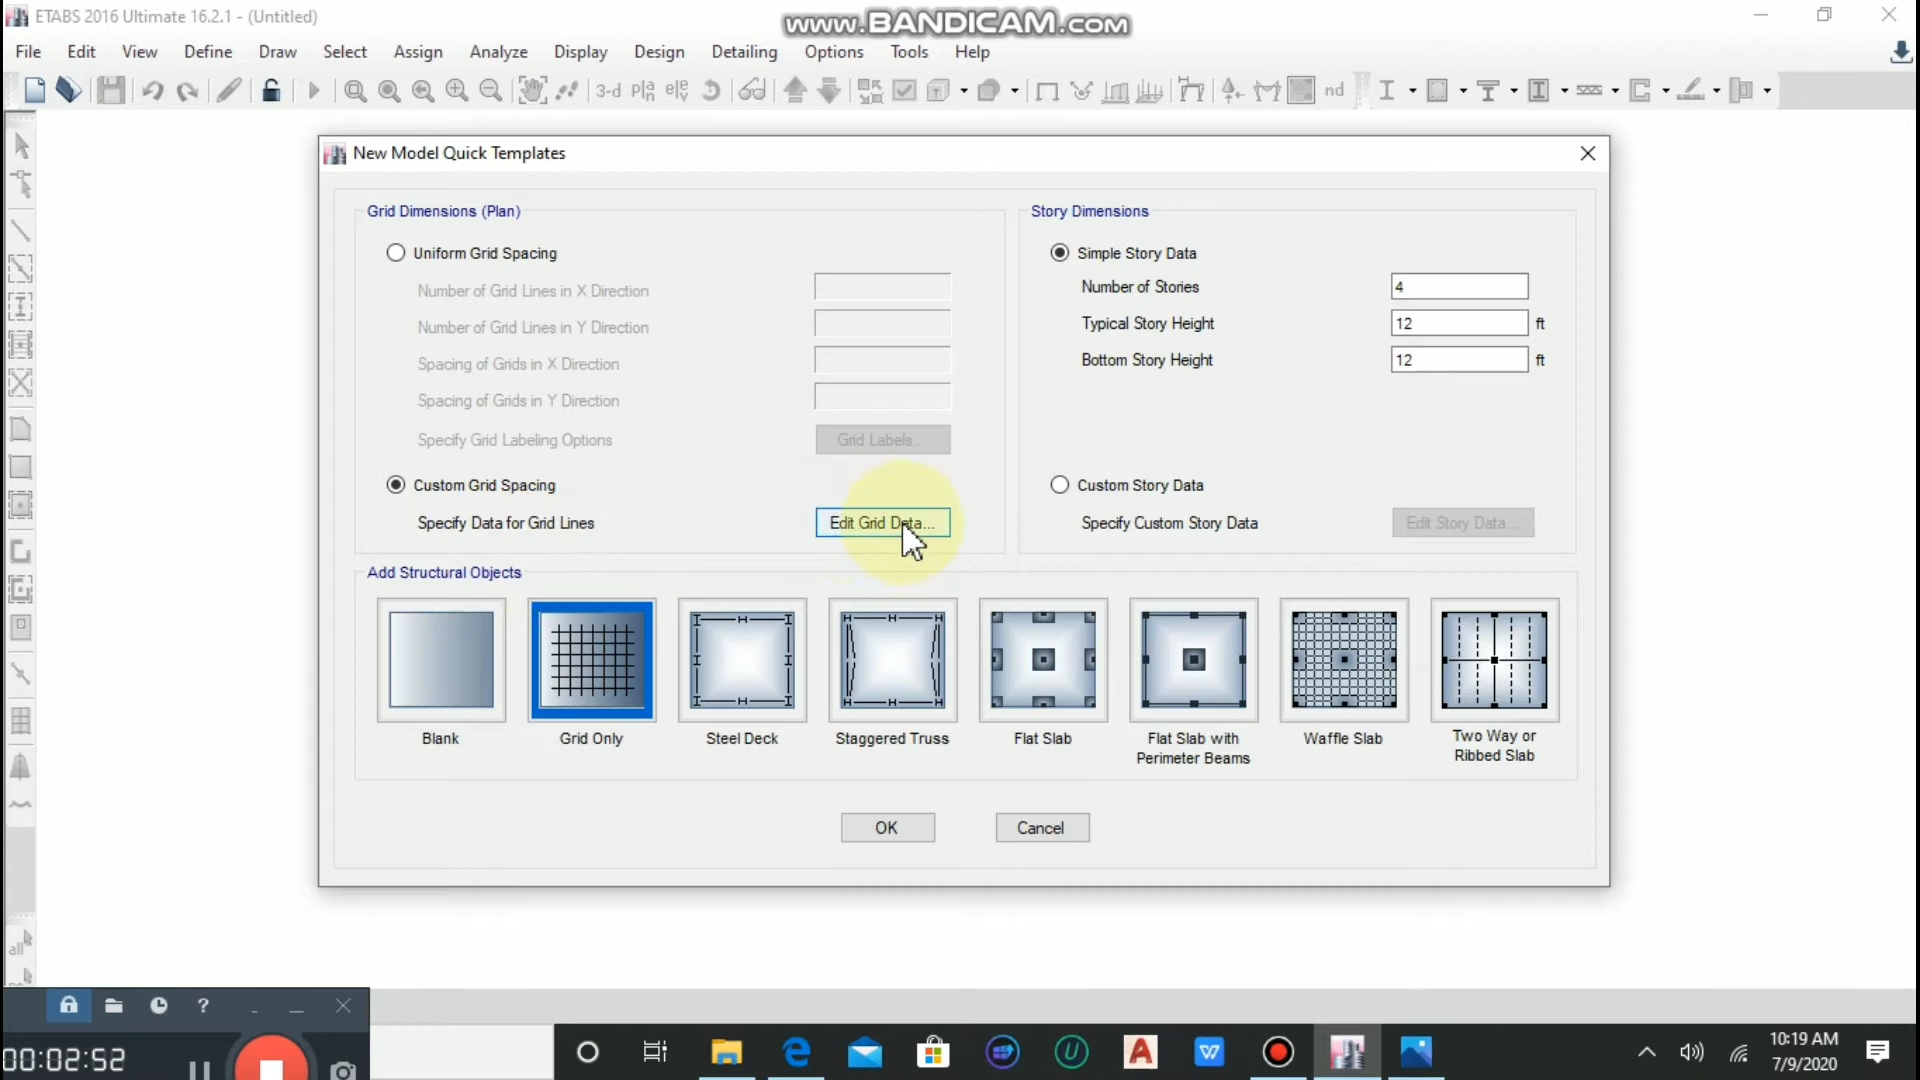 ETABS 2016 Ultimate 16.2.1 - (Untitled)
www.BANDICAM.com
File Edit View Define Draw Select Assign Analyze Display Design Detailing Options Tools Help
3-d
nd
New Model Quick Templates
Grid Dimensions (Plan)
Uniform Grid Spacing
Number of Grid Lines in X Direction
Number of Grid Lines in Y Direction
Spacing of Grids in X Direction
Spacing of Grids in Y Direction
Specify Grid Labeling Options
Grid Labels...
Custom Grid Spacing
Specify Data for Grid Lines
Edit Grid Data...
Story Dimensions
Simple Story Data
Number of Stories
4
Typical Story Height
12
ft
Bottom Story Height
12
ft
Custom Story Data
Specify Custom Story Data
Edit Story Data...
Add Structural Objects
Blank
Grid Only
Steel Deck
Staggered Truss
Flat Slab
Flat Slab with
Perimeter Beams
Waffle Slab
Two Way or
Ribbed Slab
OK
Cancel
all
00:02:52
10:19 AM
7/9/2020